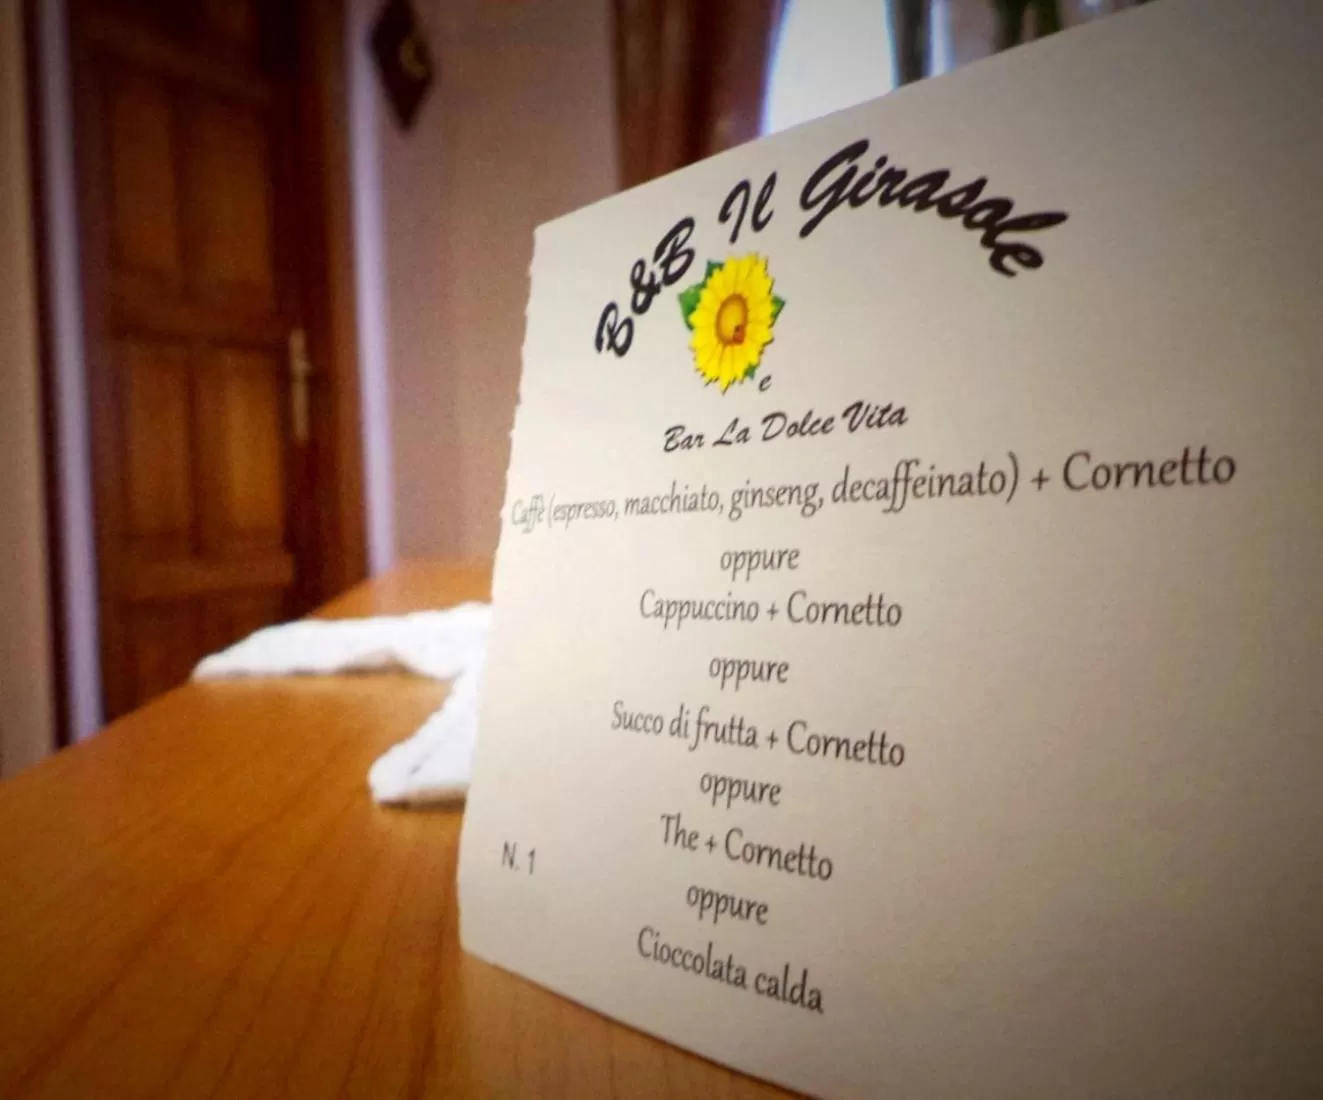 B&B Il Girasole
e
Bar La Dolce Vita
Caffè (espresso, macchiato, ginseng, decaffeinato) + Cornetto
oppure
Cappuccino + Cornetto
oppure
Succo di frutta + Cornetto
oppure
The + Cornetto
N. 1
oppure
Cioccolata calda